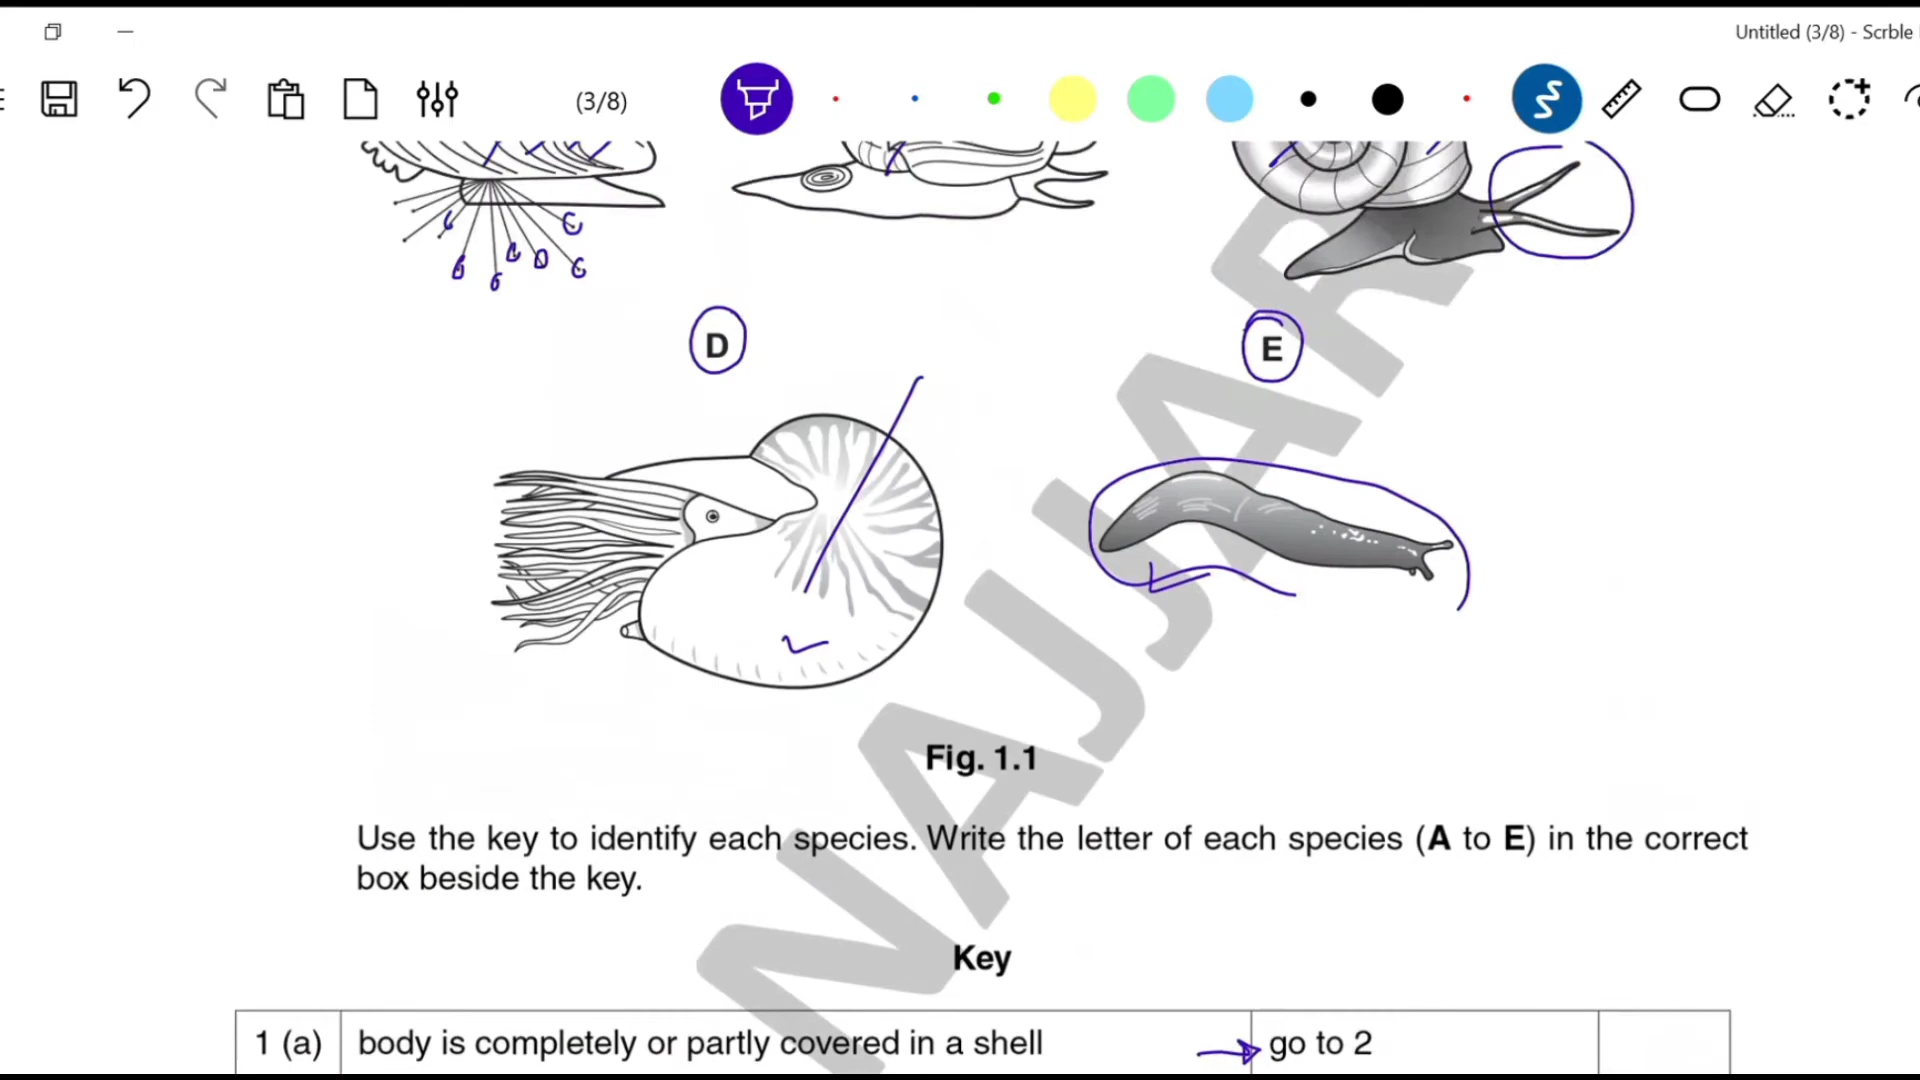 Untitled (3/8) - Scrble
(3/8)
D
E
Fig. 1.1
Use the key to identify each species. Write the letter of each species (A to E) in the correct
box beside the key.
Key
1 (a) body is completely or partly covered in a shell go to 2
NAJJAR